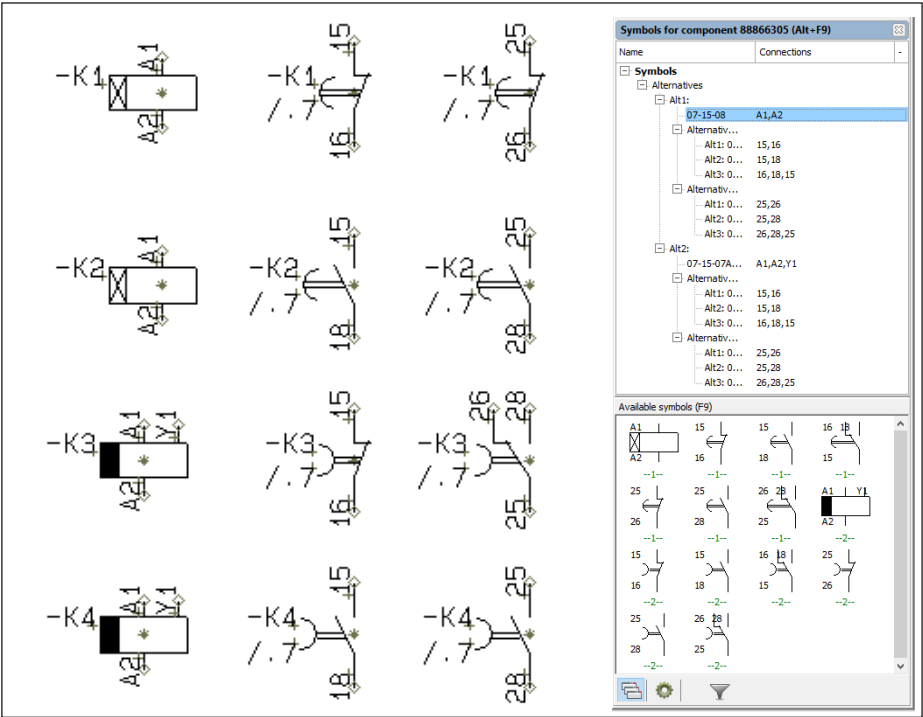 -K1 A1 A2
-K1 /.7 15 16
-K1 /.7 25 26
-K2 A1 A2
-K2 /.7 15 18
-K2 /.7 25 28
-K3 A1 Y1 A2
-K3 /.7 15 16
-K3 /.7 26 28 25
-K4 A1 Y1 A2
-K4 /.7 15 18
-K4 /.7 25 28
Symbols for component 88866305 (Alt+F9)
Name Connections -
Symbols
Alternatives
Alt1:
07-15-08 A1,A2
Alternativ...
Alt1: 0... 15,16
Alt2: 0... 15,18
Alt3: 0... 16,18,15
Alternativ...
Alt1: 0... 25,26
Alt2: 0... 25,28
Alt3: 0... 26,28,25
Alt2:
07-15-07A... A1,A2,Y1
Alternativ...
Alt1: 0... 15,16
Alt2: 0... 15,18
Alt3: 0... 16,18,15
Alternativ...
Alt1: 0... 25,26
Alt2: 0... 25,28
Alt3: 0... 26,28,25
Available symbols (F9)
A1 15 15 16 18
A2 16 18 15
--1-- --1-- --1-- --1--
25 25 26 28 A1 Y1
26 28 25 A2
--1-- --1-- --1-- --2--
15 15 16 18 25
16 18 15 26
--2-- --2-- --2-- --2--
25 26 28
28 25
--2-- --2--